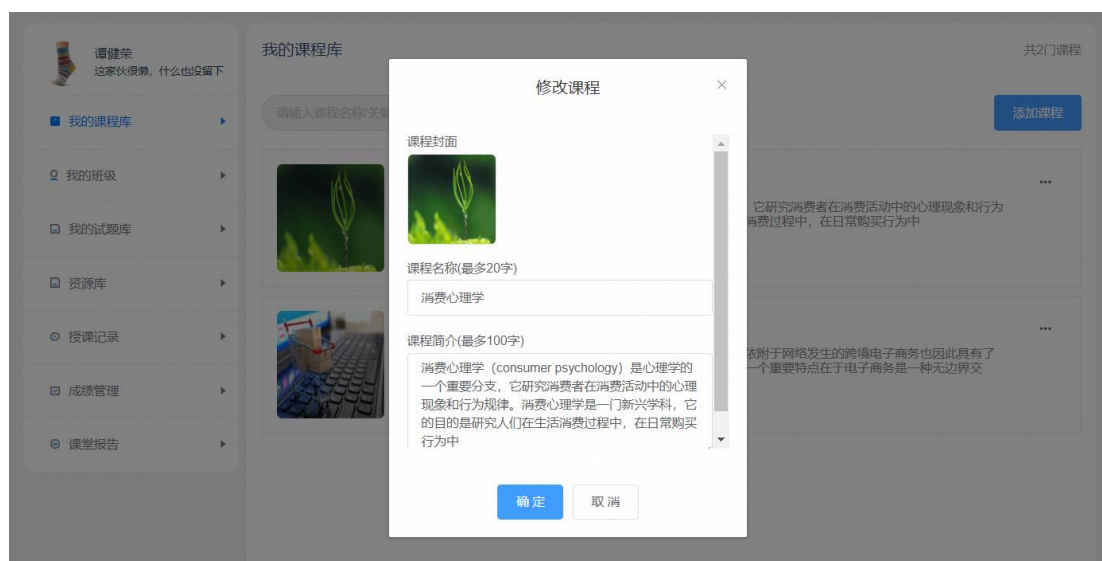 谭健荣
这家伙很懒，什么也没留下
我的课程库
我的班级
我的试题库
资源库
授课记录
成绩管理
课堂报告
我的课程库
共2门课程
请输入课程名称/关键
添加课程
...
它研究消费者在消费活动中的心理现象和行为
消费过程中，在日常购买行为中
...
依附于网络发生的跨境电子商务也因此具有了
一个重要特点在于电子商务是一种无边界交
修改课程
课程封面
课程名称(最多20字)
消费心理学
课程简介(最多100字)
消费心理学（consumer psychology）是心理学的
一个重要分支，它研究消费者在消费活动中的心理
现象和行为规律。消费心理学是一门新兴学科，它
的目的是研究人们在生活消费过程中，在日常购买
行为中
确定
取消